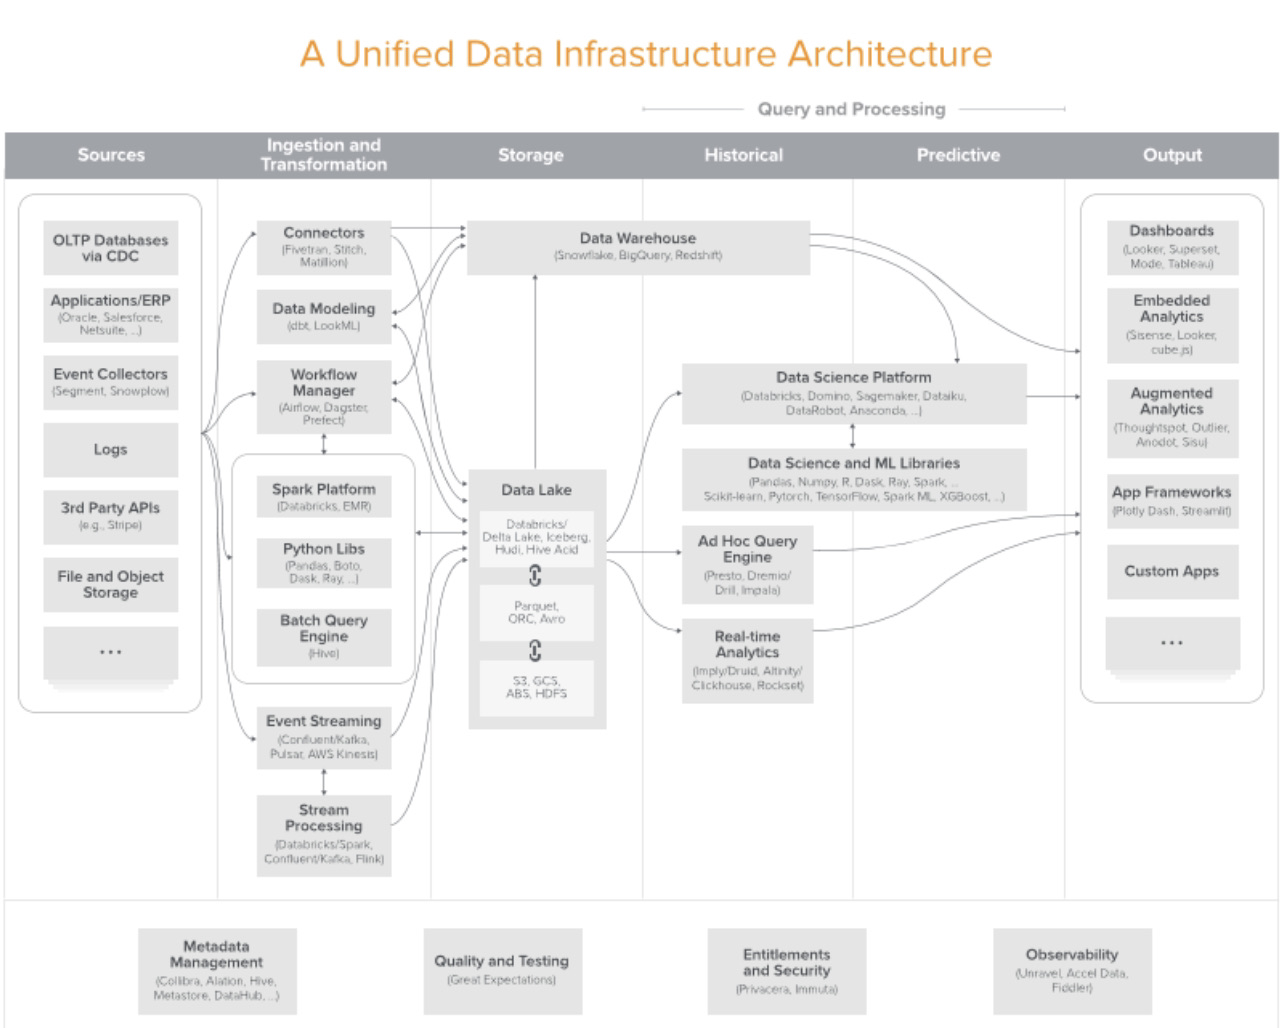 A Unified Data Infrastructure Architecture
Query and Processing
Sources
Ingestion and
Transformation
Storage
Historical
Predictive
Output
OLTP Databases
via CDC
Applications/ERP
(Oracle, Salesforce,
Netsuite, ...)
Event Collectors
(Segment, Snowplow)
Logs
3rd Party APIs
(e.g., Stripe)
File and Object
Storage
...
Connectors
(Fivetran, Stitch,
Matillion)
Data Modeling
(dbt, LookML)
Workflow
Manager
(Airflow, Dagster,
Prefect)
Spark Platform
(Databricks, EMR)
Python Libs
(Pandas, Boto,
Dask, Ray, ...)
Batch Query
Engine
(Hive)
Event Streaming
(Confluent/Kafka,
Pulsar, AWS Kinesis)
Stream
Processing
(Databricks/Spark,
Confluent/Kafka, Flink)
Data Warehouse
(Snowflake, BigQuery, Redshift)
Data Lake
Databricks/
Delta Lake, Iceberg,
Hudi, Hive Acid
Parquet,
ORC, Avro
S3, GCS,
ABS, HDFS
Data Science Platform
(Databricks, Domino, Sagemaker, Dataiku,
DataRobot, Anaconda, ...)
Data Science and ML Libraries
(Pandas, Numpy, R, Dask, Ray, Spark, ...
Scikit-learn, Pytorch, TensorFlow, Spark ML, XGBoost, ...)
Ad Hoc Query
Engine
(Presto, Dremio/
Drill, Impala)
Real-time
Analytics
(Imply/Druid, Altinity/
Clickhouse, Rockset)
Dashboards
(Looker, Superset,
Mode, Tableau)
Embedded
Analytics
(Sisense, Looker,
cube.js)
Augmented
Analytics
(Thoughtspot, Outlier,
Anodot, Sisu)
App Frameworks
(Plotly Dash, Streamlit)
Custom Apps
...
Metadata
Management
(Collibra, Alation, Hive,
Metastore, DataHub, ...)
Quality and Testing
(Great Expectations)
Entitlements
and Security
(Privacera, Immuta)
Observability
(Unravel, Accel Data,
Fiddler)